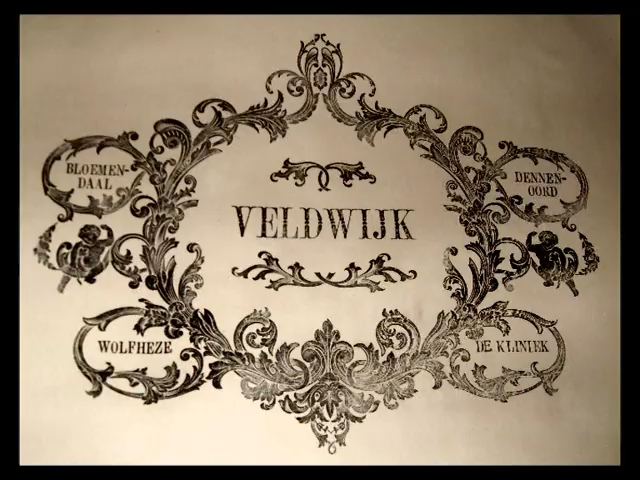 BLOEMEN-
DAAL
DENNEN-
OORD
VELDWIJK
WOLFHEZE
DE KLINIEK